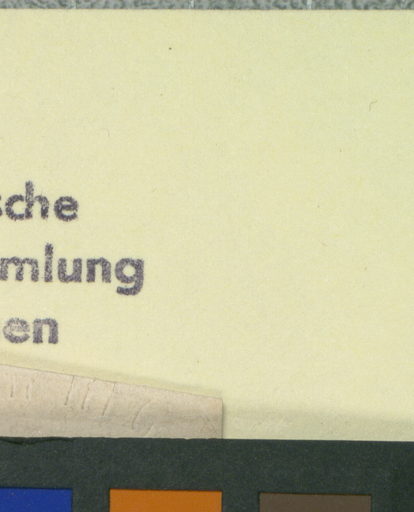 sche
mlung
en